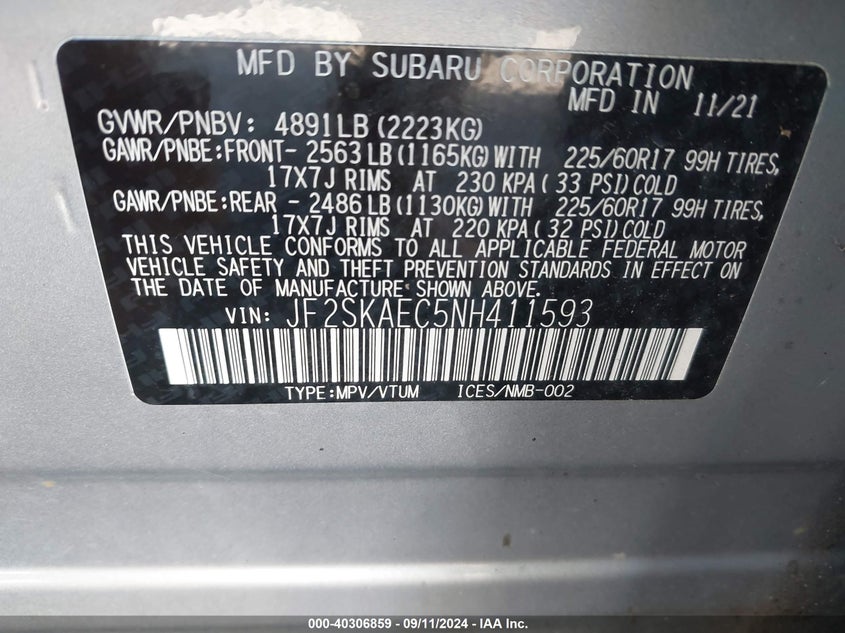 MFD BY SUBARU CORPORATION
MFD IN 11/21
GVWR/PNBV: 4891LB (2223KG)
GAWR/PNBE:FRONT- 2563LB(1165KG)WITH 225/60R17 99H TIRES,
17X7J RIMS AT 230 KPA( 33 PSI)COLD
GAWR/PNBE:REAR - 2486LB(1130KG)WITH 225/60R17 99H TIRES,
17X7J RIMS AT 220 KPA( 32 PSI)COLD
THIS VEHICLE CONFORMS TO ALL APPLICABLE FEDERAL MOTOR
VEHICLE SAFETY AND THEFT PREVENTION STANDARDS IN EFFECT ON
THE DATE OF MANUFACTURE SHOWN ABOVE.
VIN: JF2SKAEC5NH411593
TYPE:MPV/VTUM ICES/NMB-002
000-40306859 - 09/11/2024 - IAA Inc.